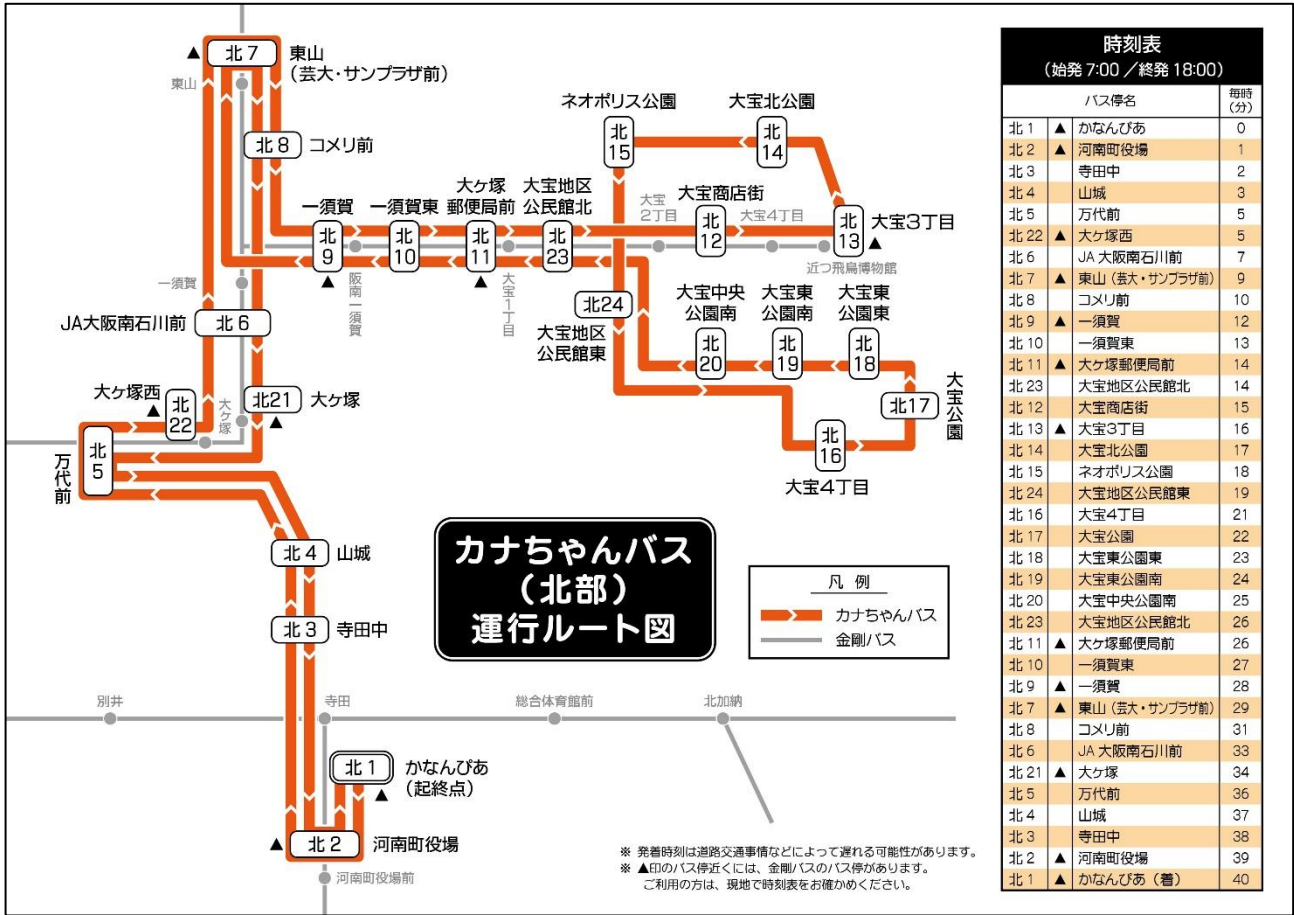 北7
東山
(芸大・サンプラザ前)
東山
北8
コメリ前
ネオポリス公園
北
15
大宝北公園
北
14
一須賀
北
9
一須賀東
北
10
大ヶ塚
郵便局前
北
11
大宝地区
公民館北
北
23
大宝
2丁目
大宝商店街
北
12
大宝4丁目
北
13
大宝3丁目
近つ飛鳥博物館
一須賀
阪南一須賀
大宝1丁目
北24
大宝地区
公民館東
JA大阪南石川前
北6
大宝中央
公園南
北
20
大宝東
公園南
北
19
大宝東
公園東
北
18
北17
大宝公園
大ヶ塚西
北
22
大ヶ塚
北21
大ヶ塚
北
5
万代前
北
16
大宝4丁目
北4
山城
北3
寺田中
カナちゃんバス
(北部)
運行ルート図
凡例
カナちゃんバス
金剛バス
別井
寺田
総合体育館前
北加納
北1
かなんぴあ
(起終点)
北2
河南町役場
河南町役場前
※ 発着時刻は道路交通事情などによって遅れる可能性があります。
※ ▲印のバス停近くには、金剛バスのバス停があります。
ご利用の方は、現地で時刻表をお確かめください。
時刻表
(始発 7:00 /終発 18:00)
バス停名 毎時(分)
北1 ▲ かなんぴあ 0
北2 ▲ 河南町役場 1
北3 寺田中 2
北4 山城 3
北5 万代前 5
北22 ▲ 大ケ塚西 5
北6 JA大阪南石川前 7
北7 ▲ 東山(芸大・サンプラザ前) 9
北8 コメリ前 10
北9 ▲ 一須賀 12
北10 一須賀東 13
北11 ▲ 大ケ塚郵便局前 14
北23 大宝地区公民館北 14
北12 大宝商店街 15
北13 ▲ 大宝3丁目 16
北14 大宝北公園 17
北15 ネオポリス公園 18
北24 大宝地区公民館東 19
北16 大宝4丁目 21
北17 大宝公園 22
北18 大宝東公園東 23
北19 大宝東公園南 24
北20 大宝中央公園南 25
北23 大宝地区公民館北 26
北11 ▲ 大ケ塚郵便局前 26
北10 一須賀東 27
北9 ▲ 一須賀 28
北7 ▲ 東山(芸大・サンプラザ前) 29
北8 コメリ前 31
北6 JA大阪南石川前 33
北21 ▲ 大ケ塚 34
北5 万代前 36
北4 山城 37
北3 寺田中 38
北2 ▲ 河南町役場 39
北1 ▲ かなんぴあ(着) 40